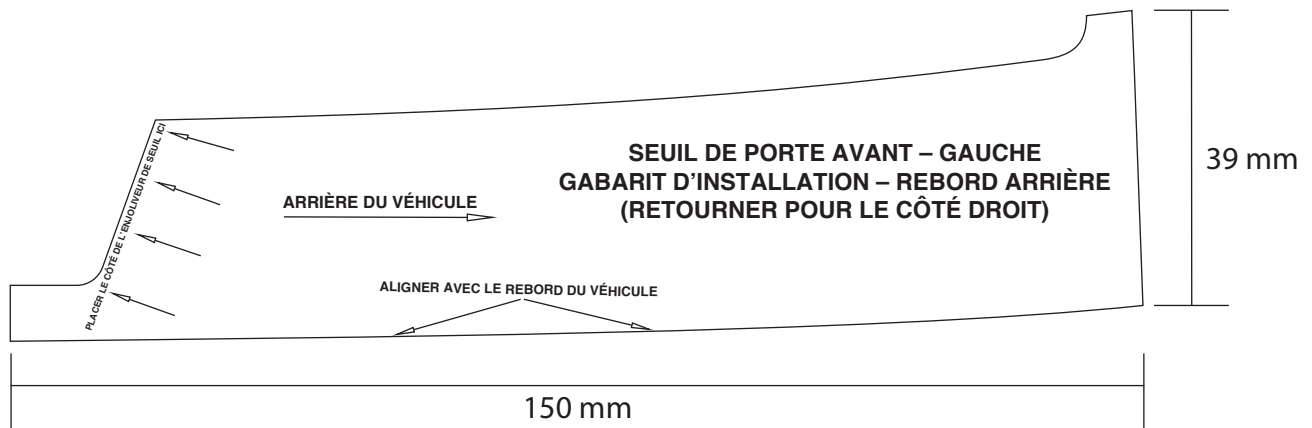 PLACER LE CÔTÉ DE L'ENJOLIVEUR DE SEUIL ICI
ARRIÈRE DU VÉHICULE
SEUIL DE PORTE AVANT – GAUCHE
GABARIT D'INSTALLATION – REBORD ARRIÈRE
(RETOURNER POUR LE CÔTÉ DROIT)
39 mm
ALIGNER AVEC LE REBORD DU VÉHICULE
150 mm